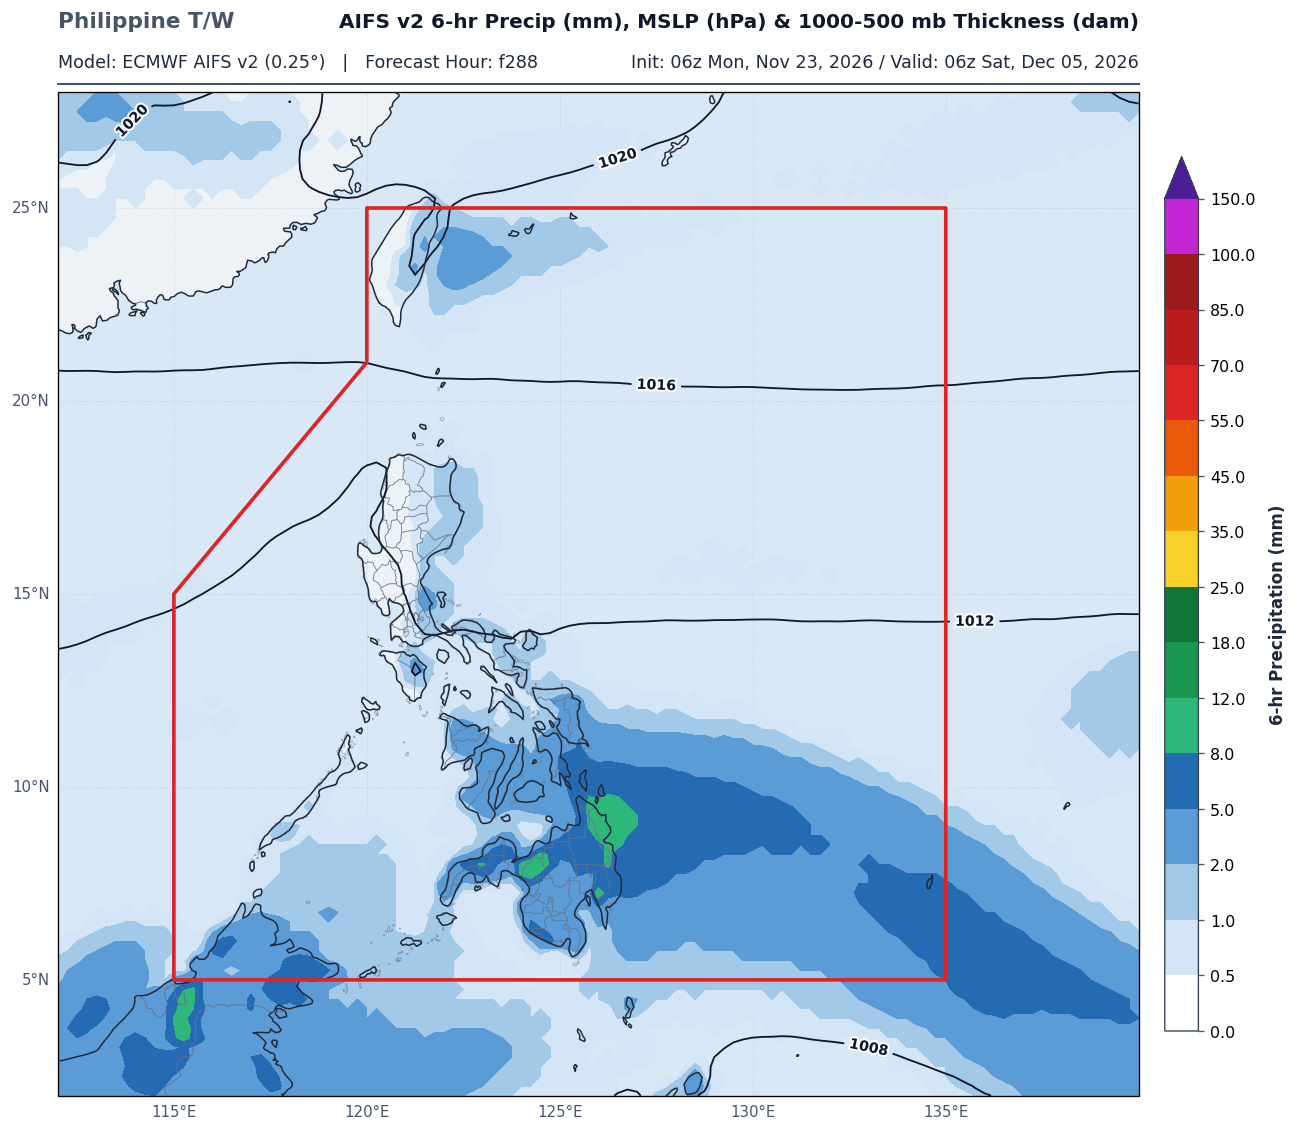 Philippine T/W
AIFS v2 6-hr Precip (mm), MSLP (hPa) & 1000-500 mb Thickness (dam)
Model: ECMWF AIFS v2 (0.25°) | Forecast Hour: f288
Init: 06z Mon, Nov 23, 2026 / Valid: 06z Sat, Dec 05, 2026
1020
1020
1016
1012
1008
25°N
20°N
15°N
10°N
5°N
115°E
120°E
125°E
130°E
135°E
150.0
100.0
85.0
70.0
55.0
45.0
35.0
25.0
18.0
12.0
8.0
5.0
2.0
1.0
0.5
0.0
6-hr Precipitation (mm)